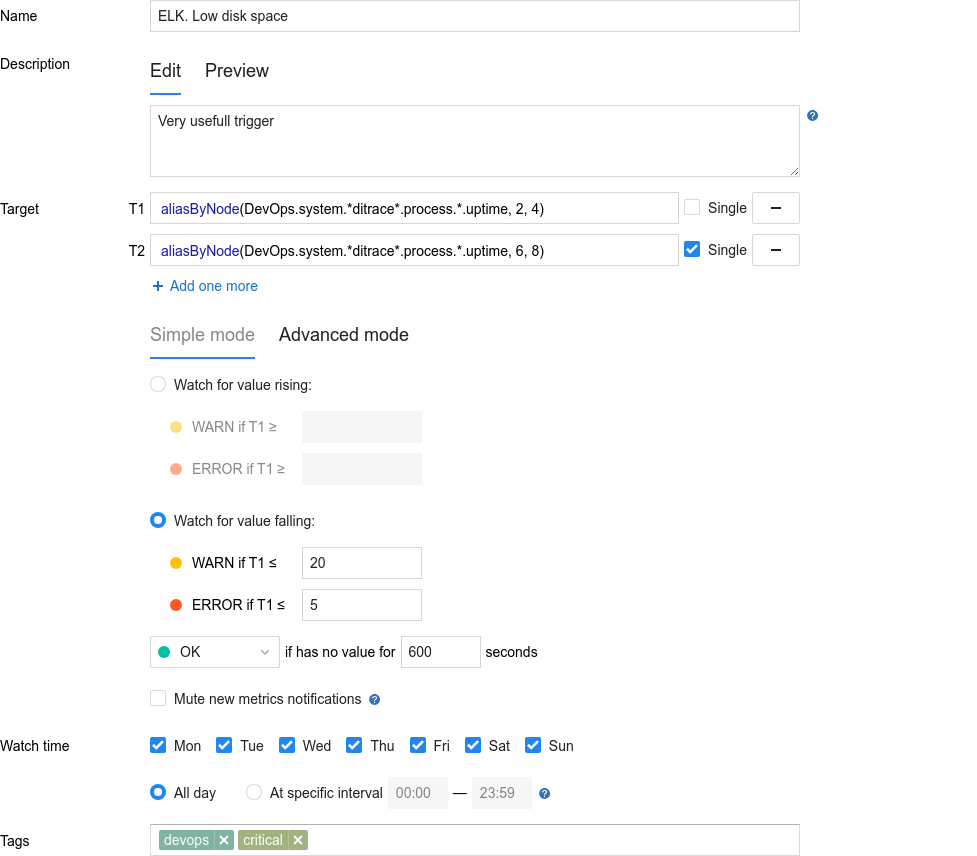 Name ELK. Low disk space
Description Edit Preview
Very usefull trigger
Target T1 aliasByNode(DevOps.system.*ditrace*.process.*.uptime, 2, 4) Single
T2 aliasByNode(DevOps.system.*ditrace*.process.*.uptime, 6, 8) Single
+ Add one more
Simple mode Advanced mode
Watch for value rising:
WARN if T1 ≥
ERROR if T1 ≥
Watch for value falling:
WARN if T1 ≤ 20
ERROR if T1 ≤ 5
OK if has no value for 600 seconds
Mute new metrics notifications ?
Watch time Mon Tue Wed Thu Fri Sat Sun
All day At specific interval 00:00 — 23:59 ?
Tags devops × critical ×